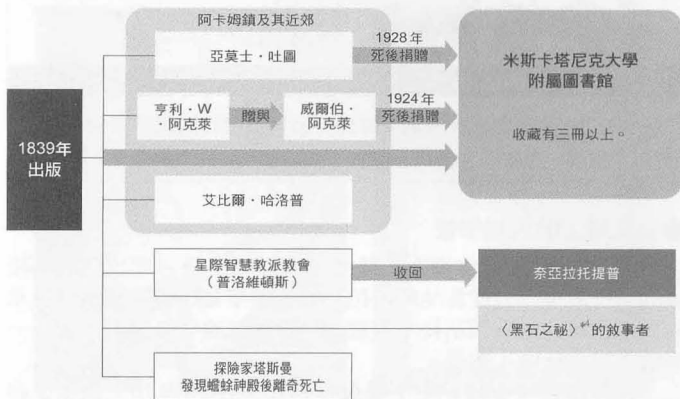 阿卡姆鎮及其近郊
亞莫士・吐圖
1928年
死後捐贈
米斯卡塔尼克大學
附屬圖書館
收藏有三冊以上。
亨利・W
・阿克萊
贈與
威爾伯・
阿克萊
1924年
死後捐贈
1839年
出版
艾比爾・哈洛普
星際智慧教派教會
（普洛維頓斯）
收回
奈亞拉托提普
〈黑石之祕〉的敘事者
探險家塔斯曼
發現蟾蜍神殿後離奇死亡